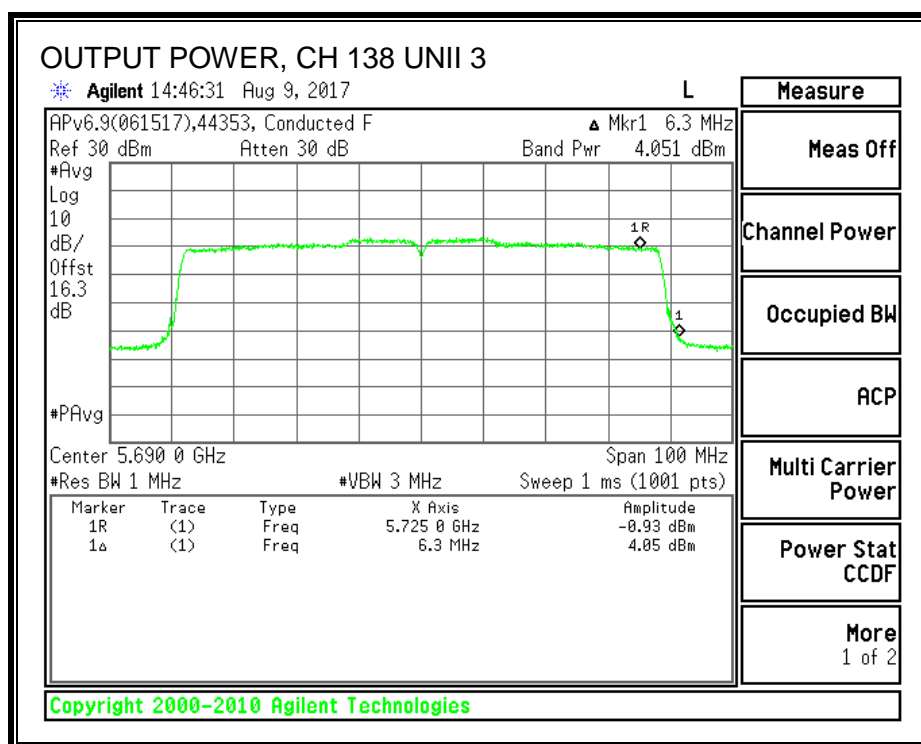 OUTPUT POWER, CH 138 UNII 3
Agilent 14:46:31 Aug 9, 2017 L
Measure
APv6.9(061517),44353, Conducted F Δ Mkr1 6.3 MHz
Ref 30 dBm Atten 30 dB Band Pwr 4.051 dBm
Meas Off
#Avg
Log
10
dB/
Offst
16.3
dB
1R
1
#PAvg
Channel Power
Occupied BW
ACP
Center 5.690 0 GHz Span 100 MHz
#Res BW 1 MHz #VBW 3 MHz Sweep 1 ms (1001 pts)
Multi Carrier
Power
Marker Trace Type X Axis Amplitude
1R (1) Freq 5.725 0 GHz -0.93 dBm
1Δ (1) Freq 6.3 MHz 4.05 dBm
Power Stat
CCDF
More
1 of 2
Copyright 2000-2010 Agilent Technologies